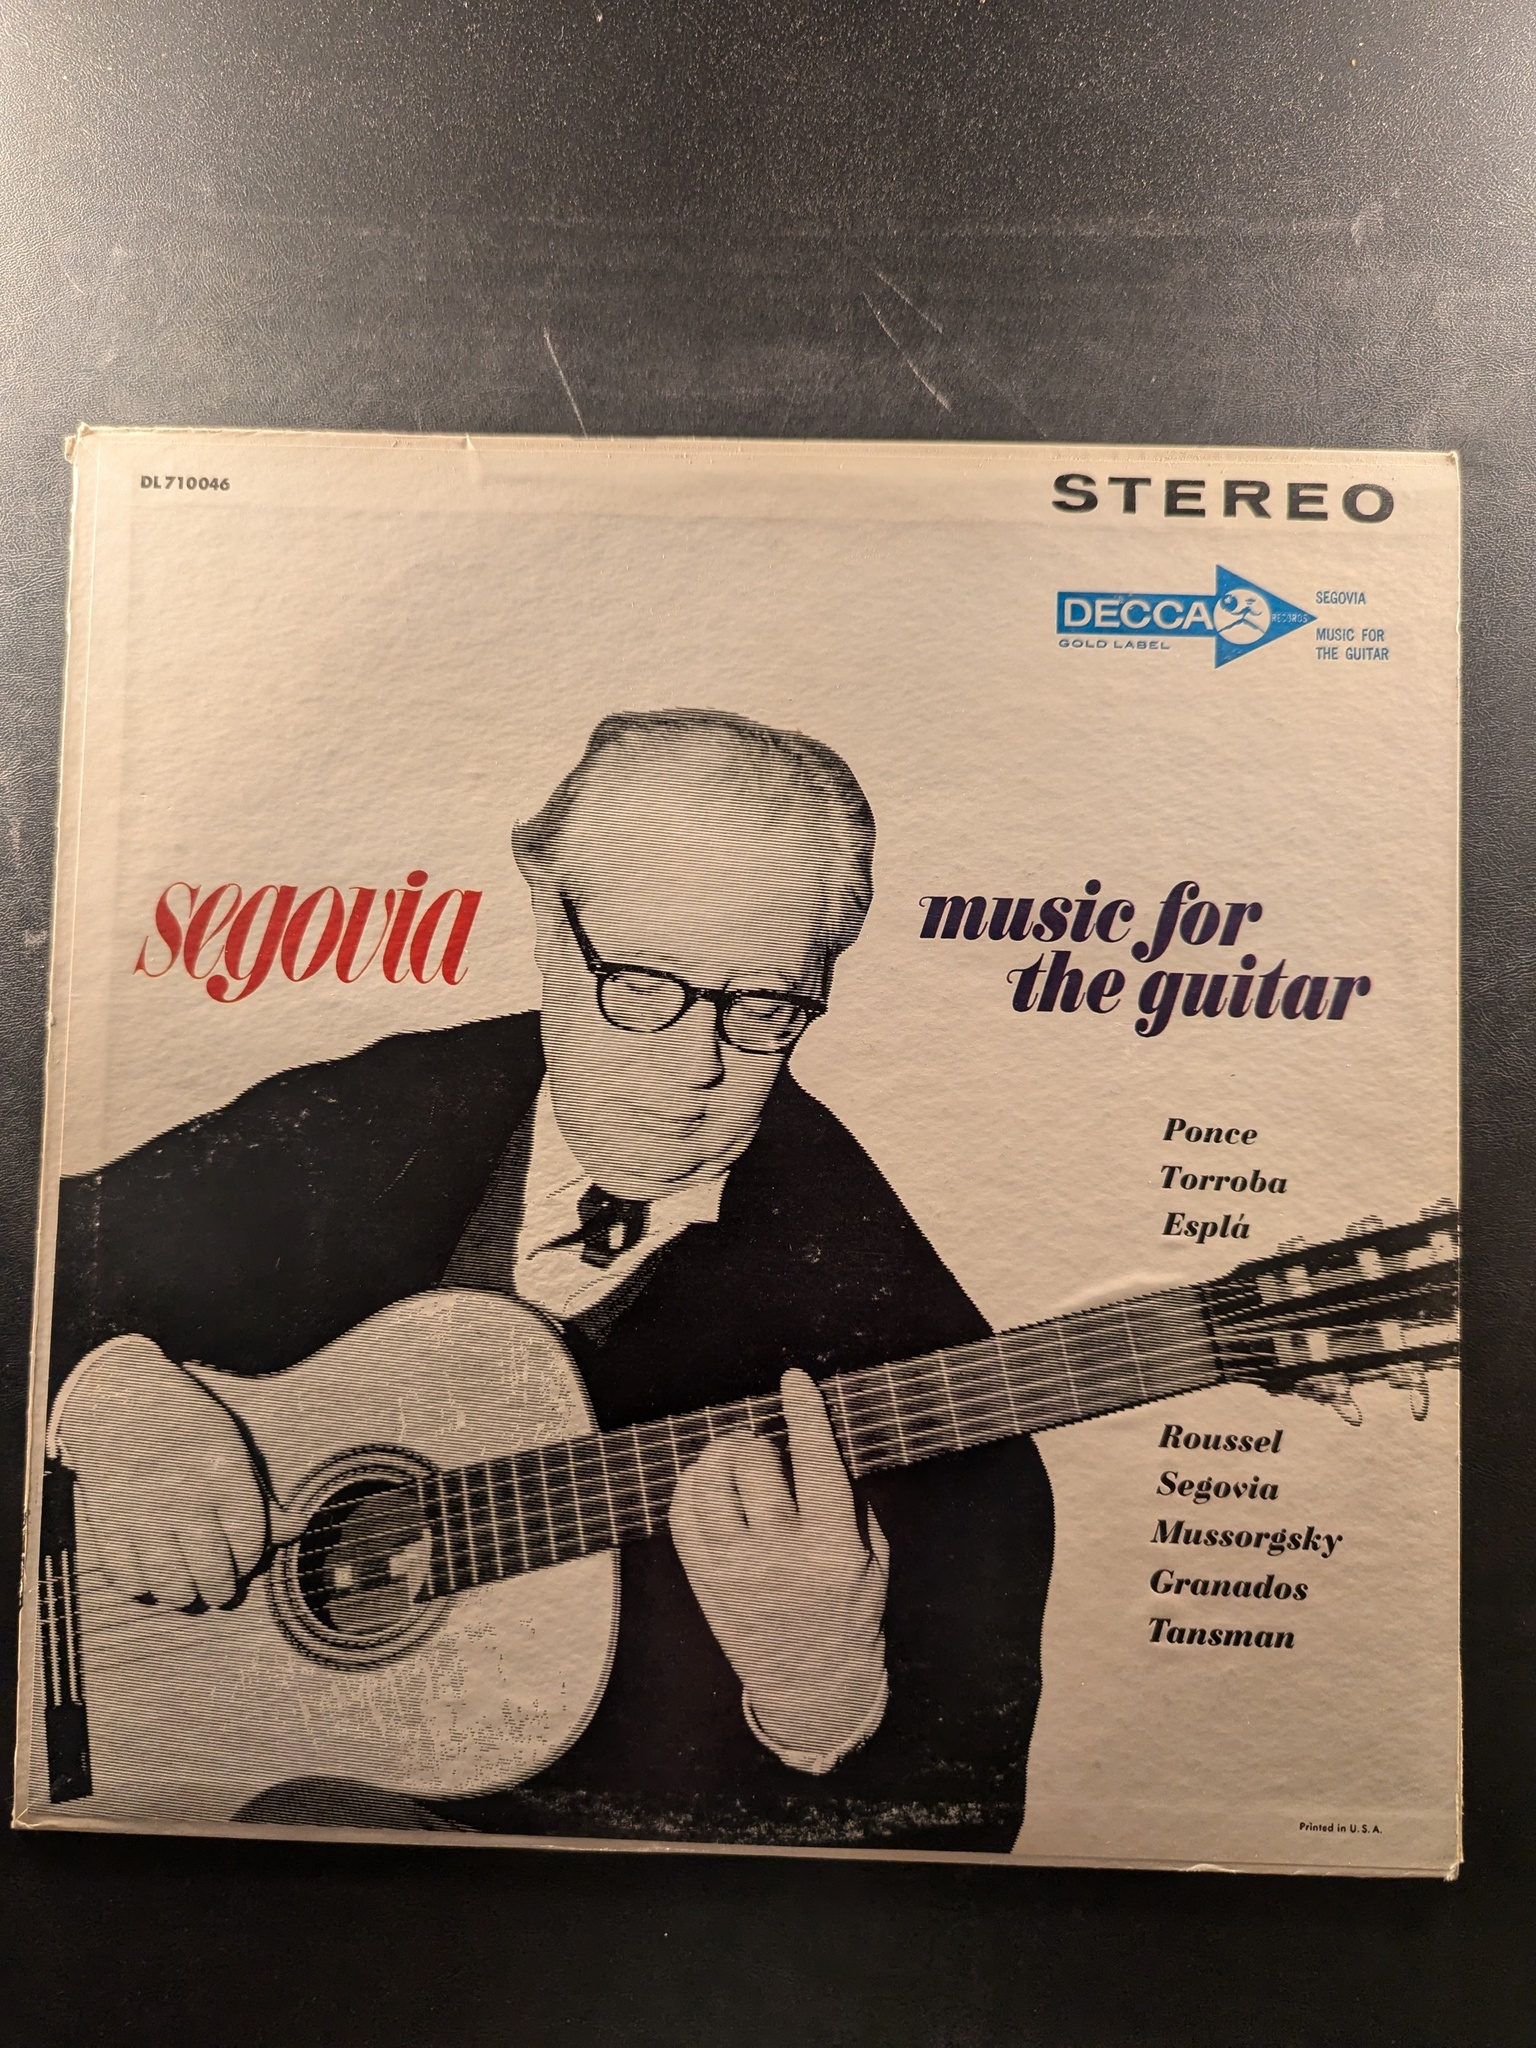 DL 710046
STEREO
DECCA
RECORDS
GOLD LABEL
SEGOVIA
MUSIC FOR
THE GUITAR
segovia
music for
the guitar
Ponce
Torroba
Esplá
Roussel
Segovia
Mussorgsky
Granados
Tansman
Printed in U. S. A.